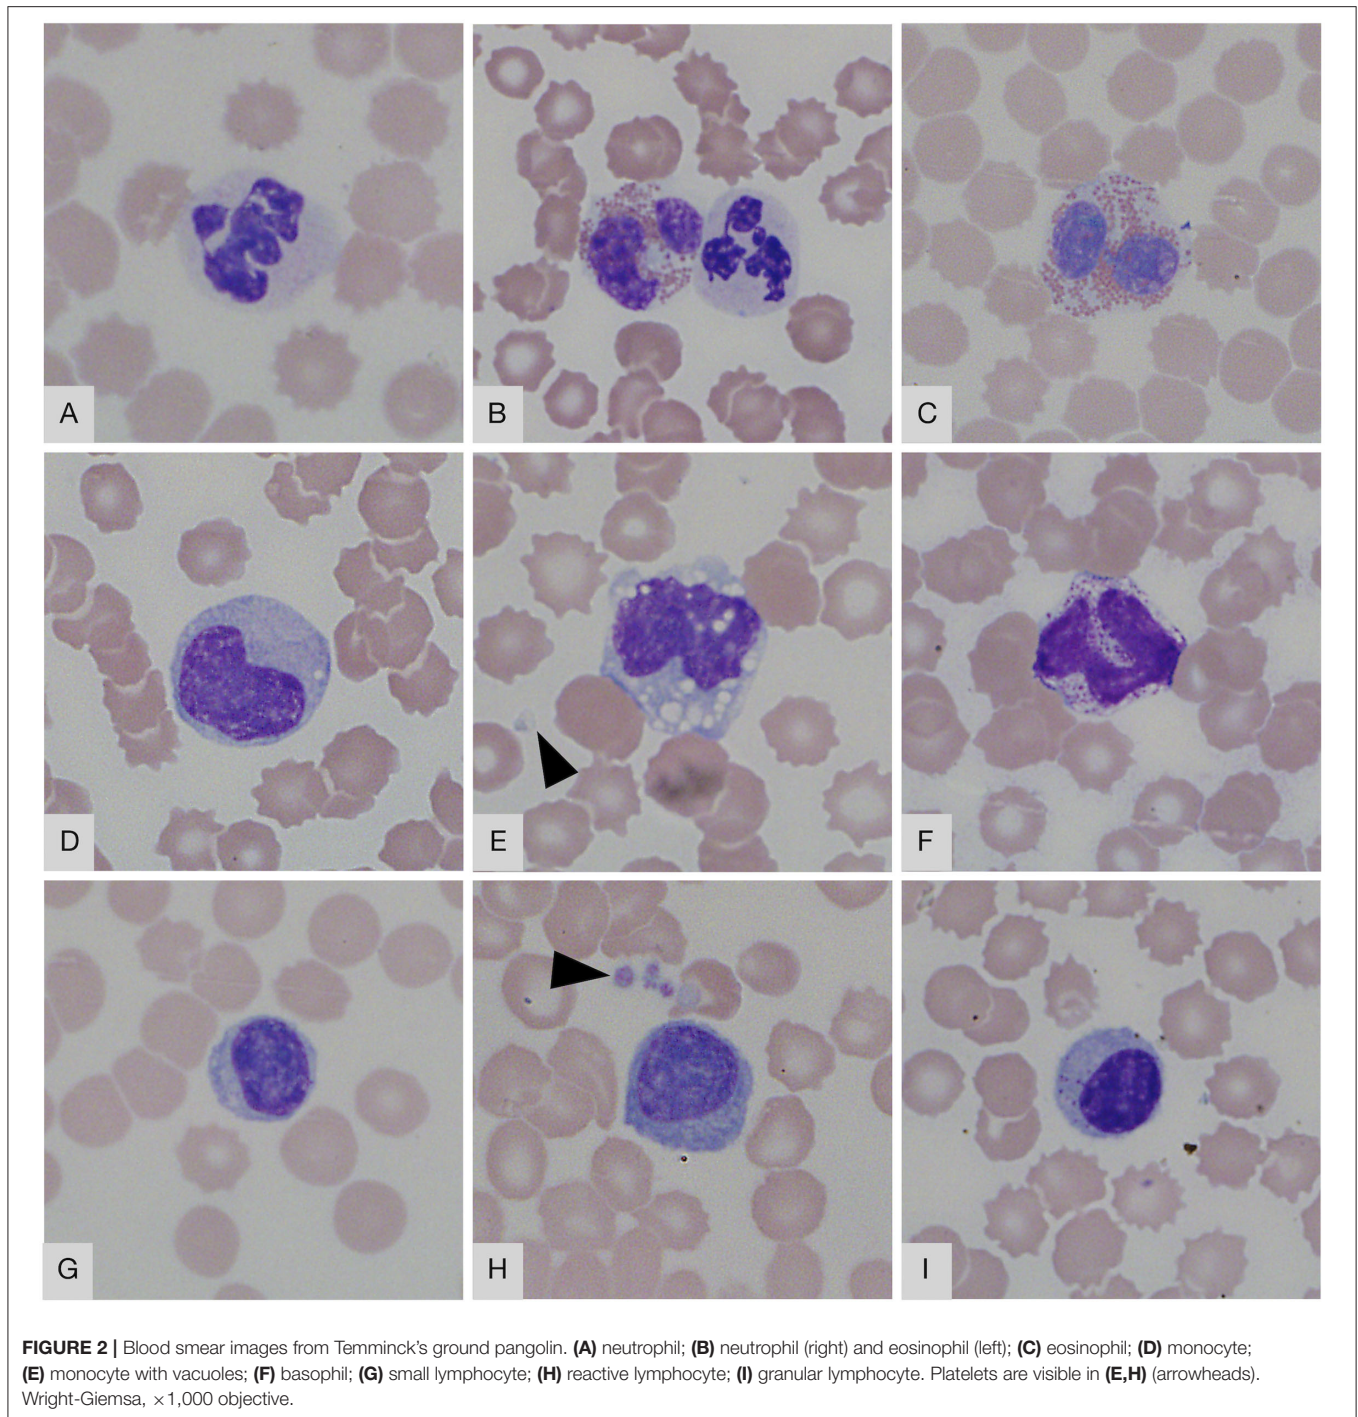 A
B
C
D
E
F
G
H
I
FIGURE 2 | Blood smear images from Temminck's ground pangolin. (A) neutrophil; (B) neutrophil (right) and eosinophil (left); (C) eosinophil; (D) monocyte;
(E) monocyte with vacuoles; (F) basophil; (G) small lymphocyte; (H) reactive lymphocyte; (I) granular lymphocyte. Platelets are visible in (E,H) (arrowheads).
Wright-Giemsa, ×1,000 objective.